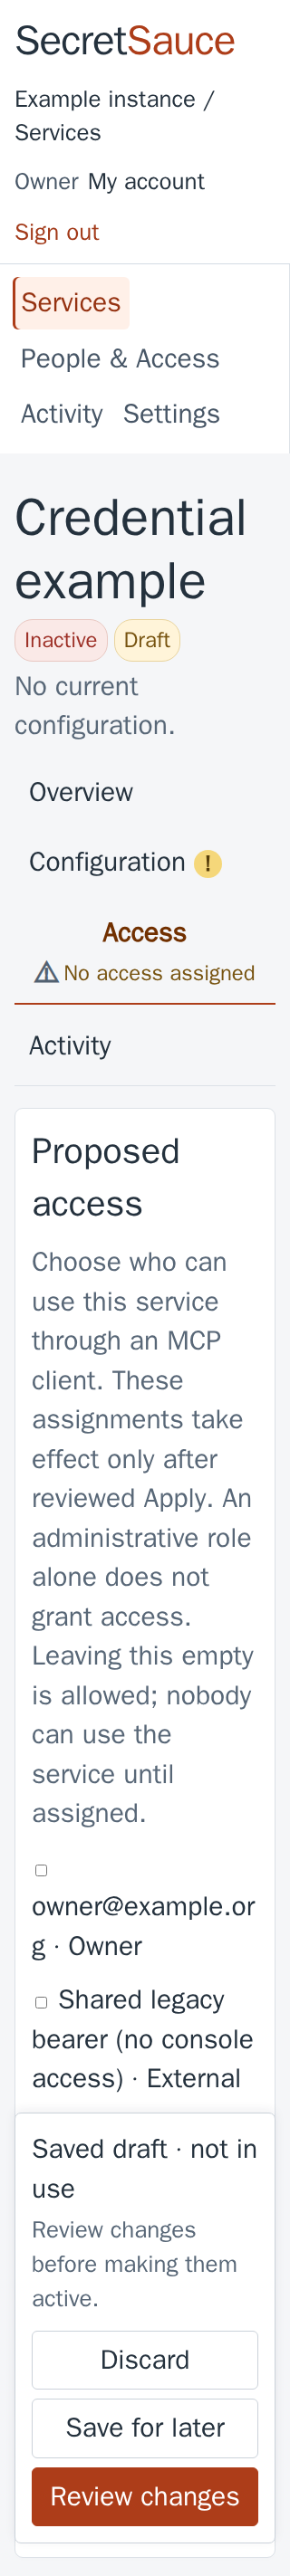 SecretSauce
Example instance /
Services
Owner My account
Sign out
Services
People & Access
Activity Settings
Credential
example
Inactive Draft
No current
configuration.
Overview
Configuration !
Access
⚠ No access assigned
Activity
Proposed
access
Choose who can
use this service
through an MCP
client. These
assignments take
effect only after
reviewed Apply. An
administrative role
alone does not
grant access.
Leaving this empty
is allowed; nobody
can use the
service until
assigned.
owner@example.or
g · Owner
Shared legacy
bearer (no console
access) · External
Saved draft · not in
use
Review changes
before making them
active.
Discard
Save for later
Review changes